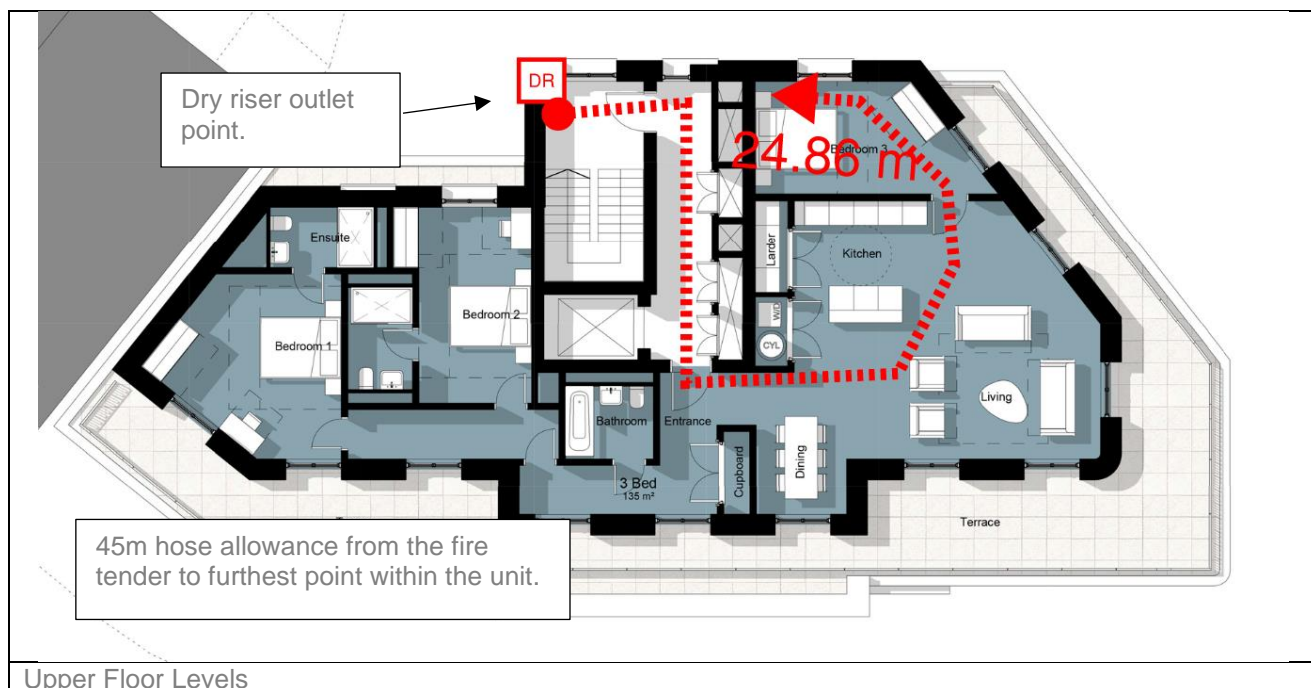 DR
Dry riser outlet
point.
24.86 m
Bedroom 3
Ensuite
Larder
Kitchen
Bedroom 2
W/D
CYL
Bedroom 1
Living
Bathroom
Entrance
Cupboard
Dining
3 Bed
135 m²
Terrace
45m hose allowance from the fire
tender to furthest point within the unit.
Upper Floor Levels